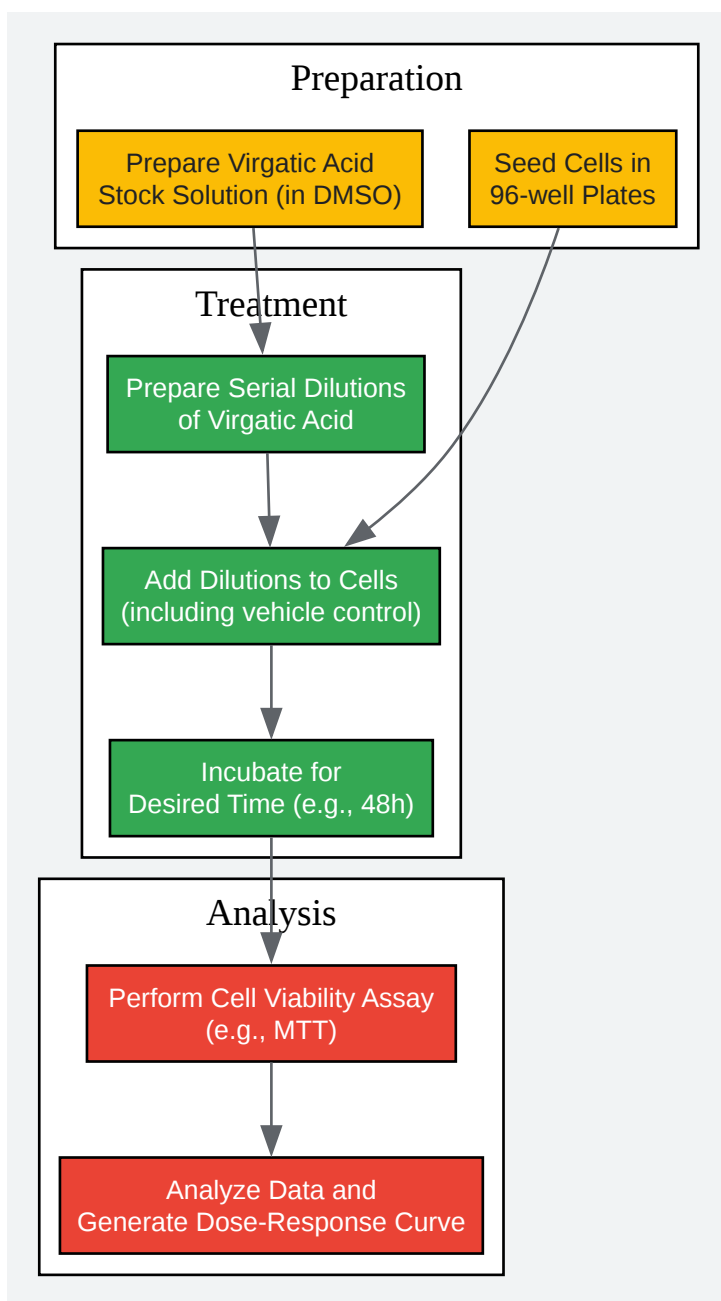 Preparation
Prepare Virgatic Acid
Stock Solution (in DMSO)
Seed Cells in
96-well Plates
Treatment
Prepare Serial Dilutions
of Virgatic Acid
Add Dilutions to Cells
(including vehicle control)
Incubate for
Desired Time (e.g., 48h)
Analysis
Perform Cell Viability Assay
(e.g., MTT)
Analyze Data and
Generate Dose-Response Curve